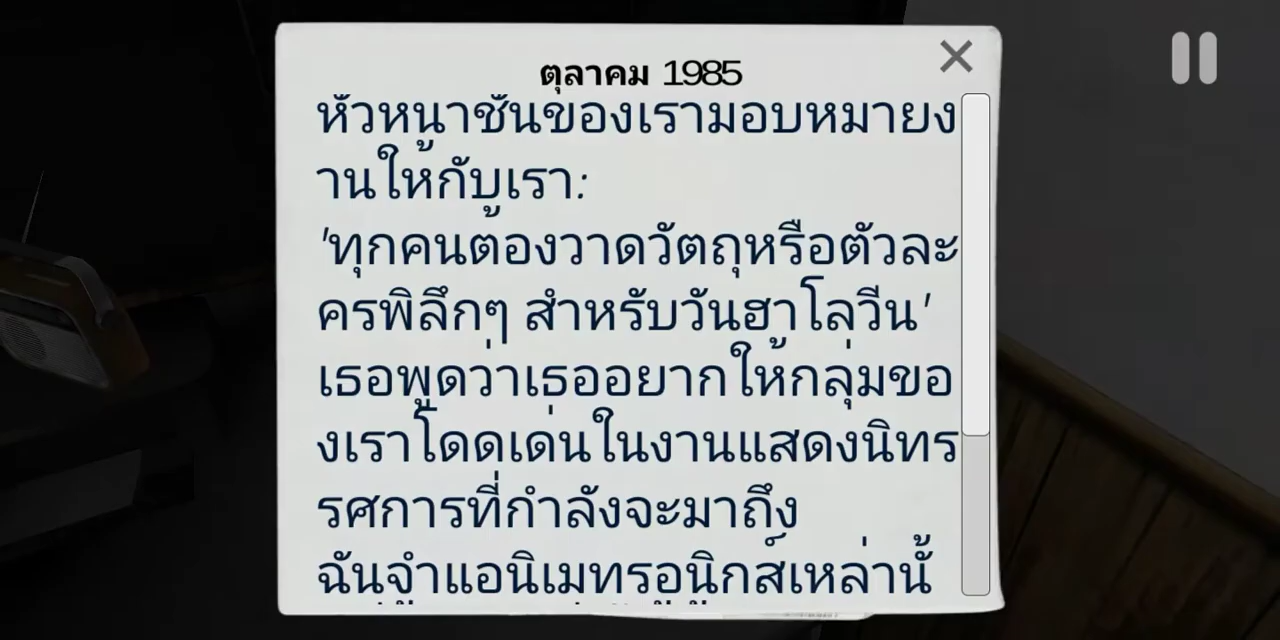 ตุลาคม 1985
หัวหน้าชั้นของเรามอบหมายง
านให้กับเรา:
'ทุกคนต้องวาดวัตถุหรือตัวละ
ครพิลึกๆ สำหรับวันฮาโลวีน'
เธอพูดว่าเธออยากให้กลุ่มขอ
งเราโดดเด่นในงานแสดงนิทร
รศการที่กำลังจะมาถึง
ฉันจำแอนิเมทรอนิกส์เหล่านั้